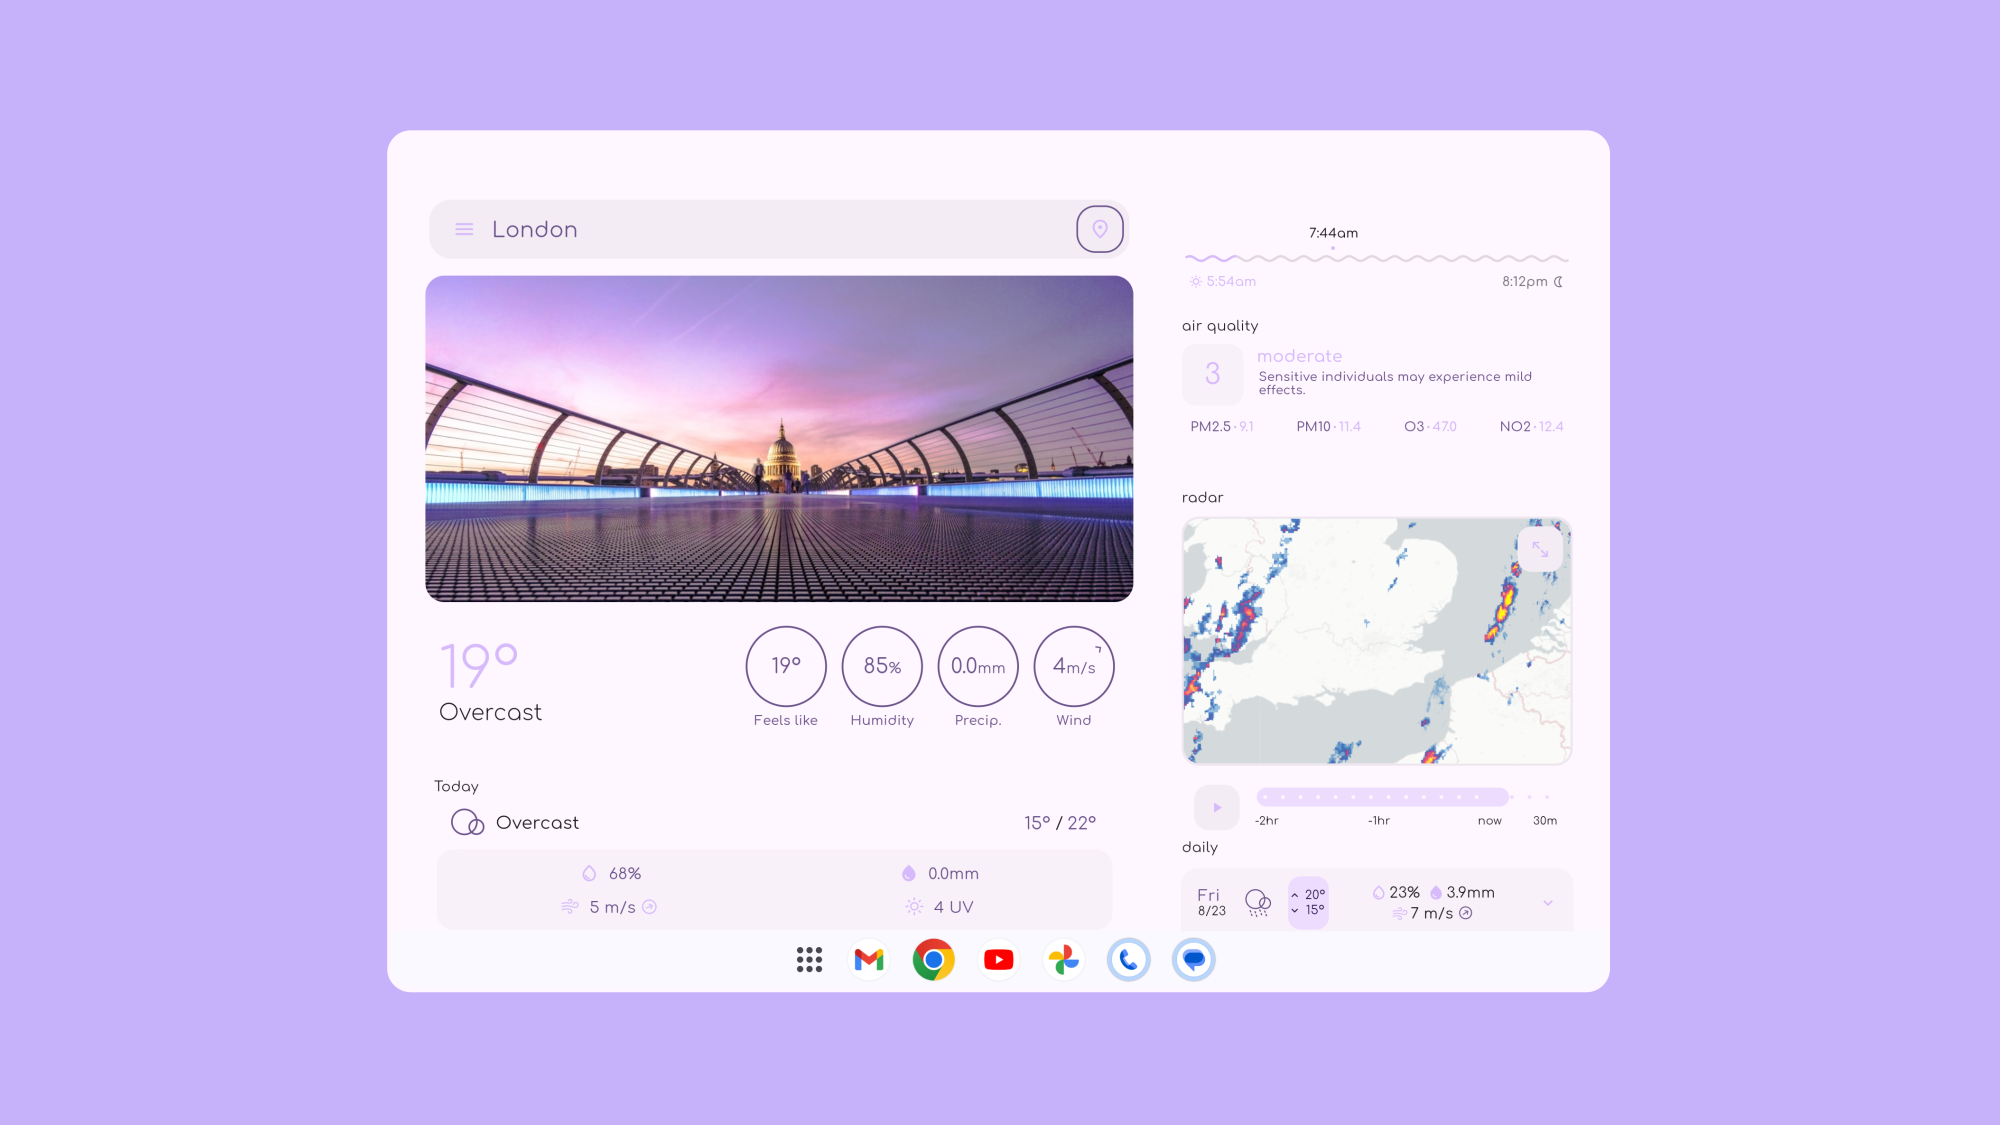 London
19°
Overcast
19°
85%
0.0mm
4m/s
Feels like
Humidity
Precip.
Wind
Today
Overcast
15° / 22°
68%
0.0mm
5 m/s
4 UV
7:44am
5:54am
8:12pm
air quality
3
moderate
Sensitive individuals may experience mild
effects.
PM2.5 · 9.1
PM10 · 11.4
O3 · 47.0
NO2 · 12.4
radar
-2hr
-1hr
now
30m
daily
Fri
8/23
20°
15°
23%
3.9mm
7 m/s